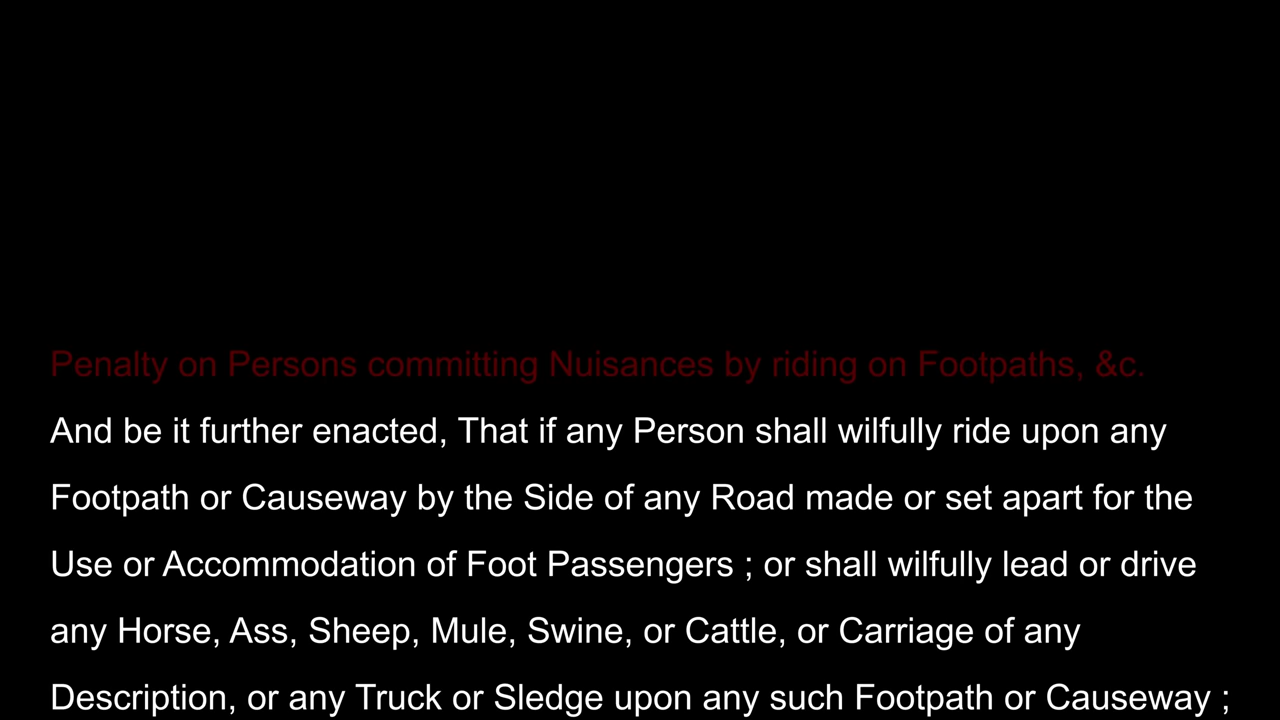 Penalty on Persons committing Nuisances by riding on Footpaths, &c.
And be it further enacted, That if any Person shall wilfully ride upon any
Footpath or Causeway by the Side of any Road made or set apart for the
Use or Accommodation of Foot Passengers ; or shall wilfully lead or drive
any Horse, Ass, Sheep, Mule, Swine, or Cattle, or Carriage of any
Description, or any Truck or Sledge upon any such Footpath or Causeway ;